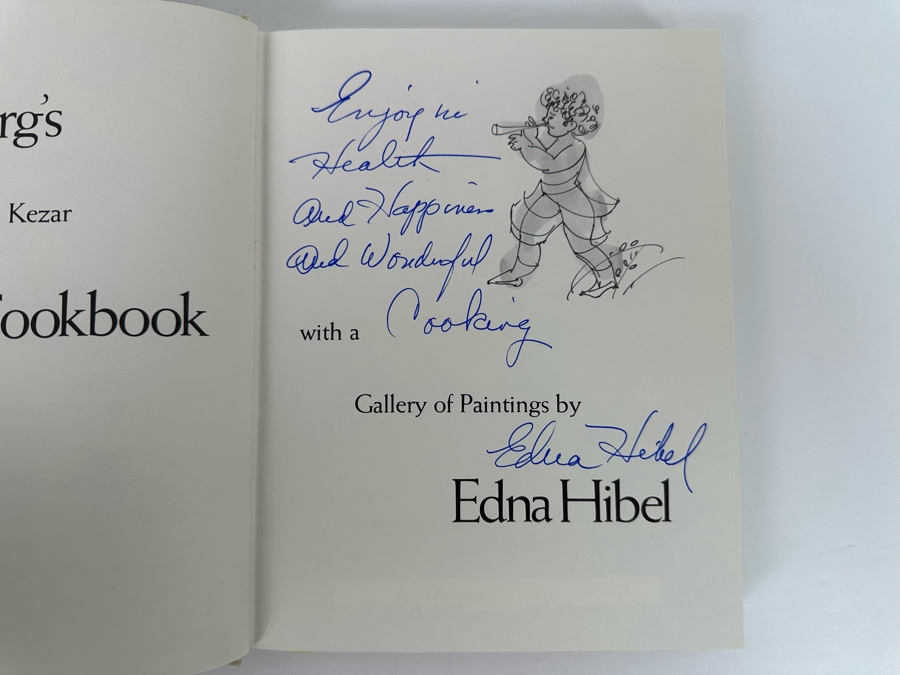 rg's
Kezar
Cookbook
Enjoy in
Health
And Happiness
And Wonderful
Cooking
with a
Gallery of Paintings by
Edna Hibel
Edna Hibel